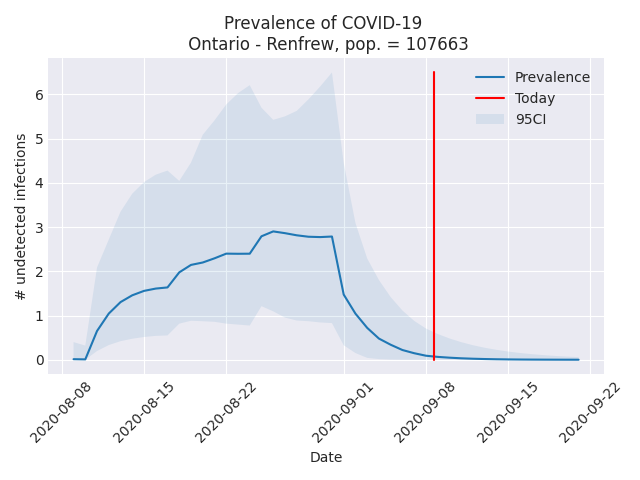 Prevalence of COVID-19
Ontario - Renfrew, pop. = 107663
Prevalence
Today
95CI
# undetected infections
6
5
4
3
2
1
0
2020-08-08
2020-08-15
2020-08-22
2020-09-01
2020-09-08
2020-09-15
2020-09-22
Date